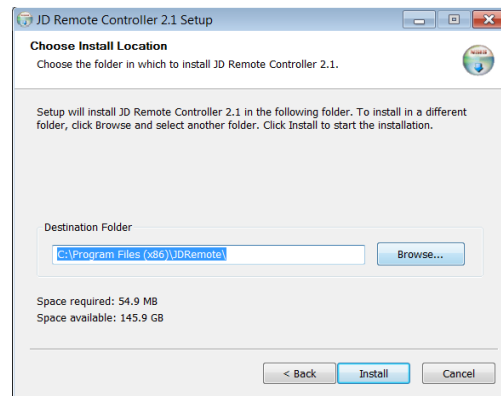 JD Remote Controller 2.1 Setup
Choose Install Location
Choose the folder in which to install JD Remote Controller 2.1.
Setup will install JD Remote Controller 2.1 in the following folder. To install in a different
folder, click Browse and select another folder. Click Install to start the installation.
Destination Folder
C:\Program Files (x86)\JDRemote\
Browse...
Space required: 54.9 MB
Space available: 145.9 GB
< Back
Install
Cancel